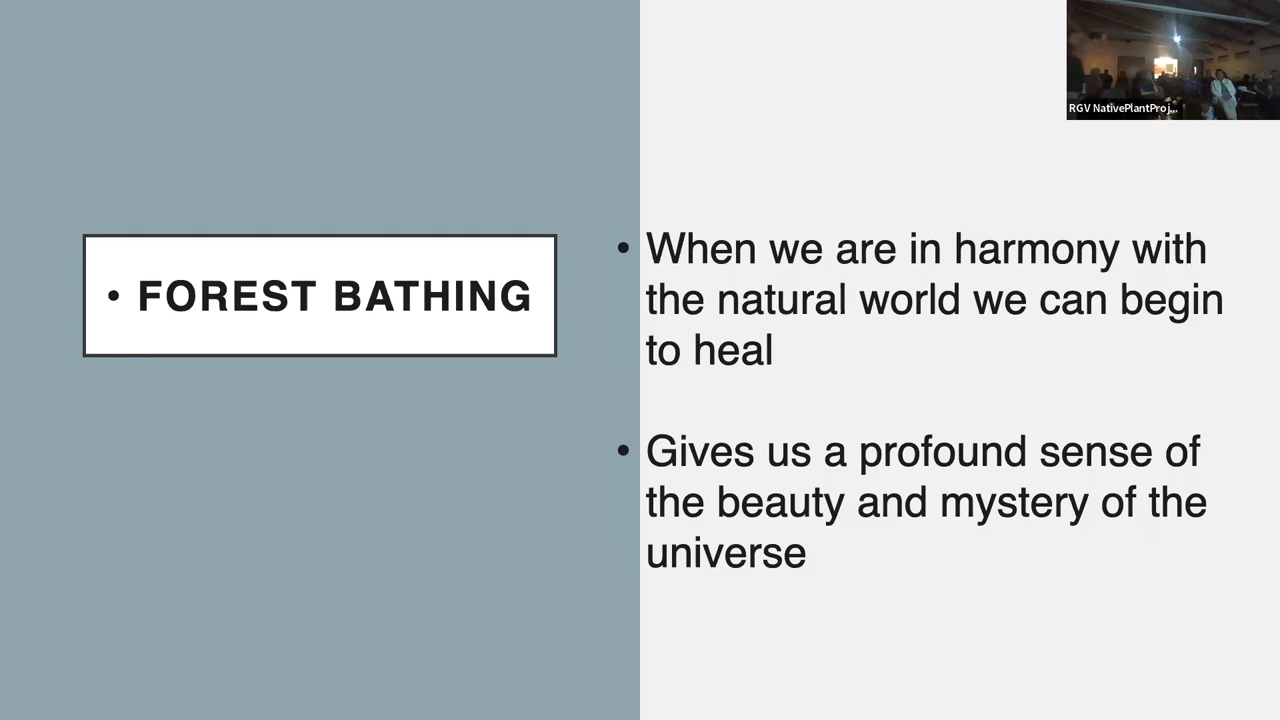 RGV NativePlantProj...
• FOREST BATHING
• When we are in harmony with
the natural world we can begin
to heal
• Gives us a profound sense of
the beauty and mystery of the
universe